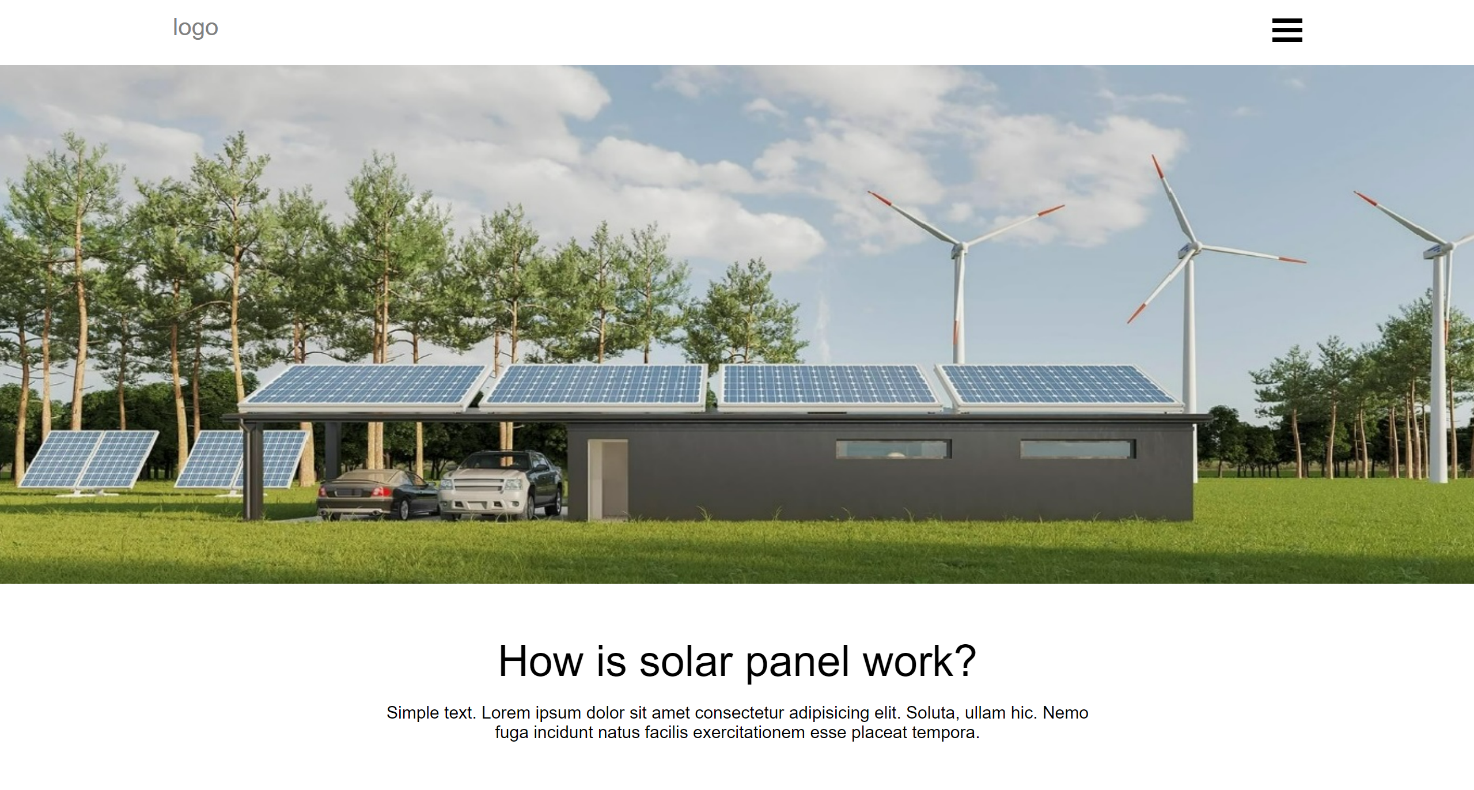 logo
How is solar panel work?
Simple text. Lorem ipsum dolor sit amet consectetur adipisicing elit. Soluta, ullam hic. Nemo
fuga incidunt natus facilis exercitationem esse placeat tempora.